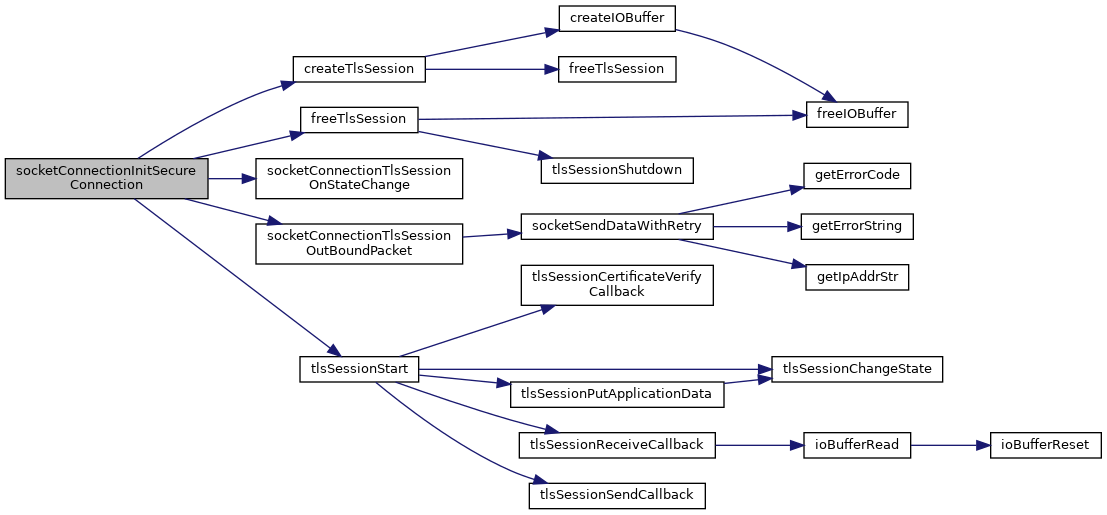 createIOBuffer
createTlsSession
freeTlsSession
freeTlsSession
freeIOBuffer
socketConnectionInitSecure
Connection
socketConnectionTlsSession
OnStateChange
tlsSessionShutdown
getErrorCode
socketConnectionTlsSession
OutBoundPacket
socketSendDataWithRetry
getErrorString
getIpAddrStr
tlsSessionCertificateVerify
Callback
tlsSessionStart
tlsSessionChangeState
tlsSessionPutApplicationData
tlsSessionReceiveCallback
ioBufferRead
ioBufferReset
tlsSessionSendCallback